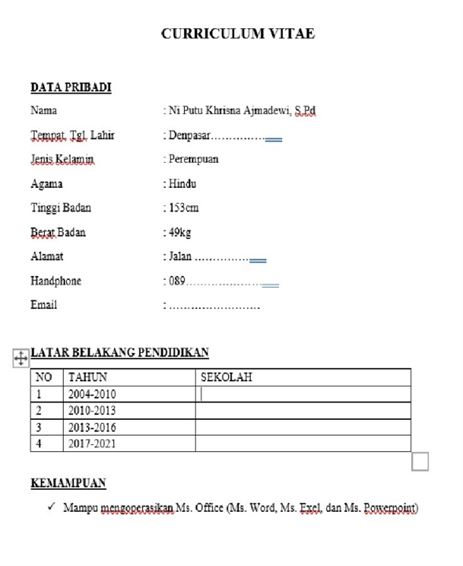 CURRICULUM VITAE
DATA PRIBADI
Nama : Ni Putu Khrisna Ajmadewi, S.Pd
Tempat, Tgl. Lahir : Denpasar……………
Jenis Kelamin : Perempuan
Agama : Hindu
Tinggi Badan : 153cm
Berat Badan : 49kg
Alamat : Jalan ………………
Handphone : 089………………………
Email : ………………………
LATAR BELAKANG PENDIDIKAN
NO TAHUN SEKOLAH
1 2004-2010
2 2010-2013
3 2013-2016
4 2017-2021
KEMAMPUAN
✓ Mampu mengoperasikan Ms. Office (Ms. Word, Ms. Exel, dan Ms. Powerpoint)